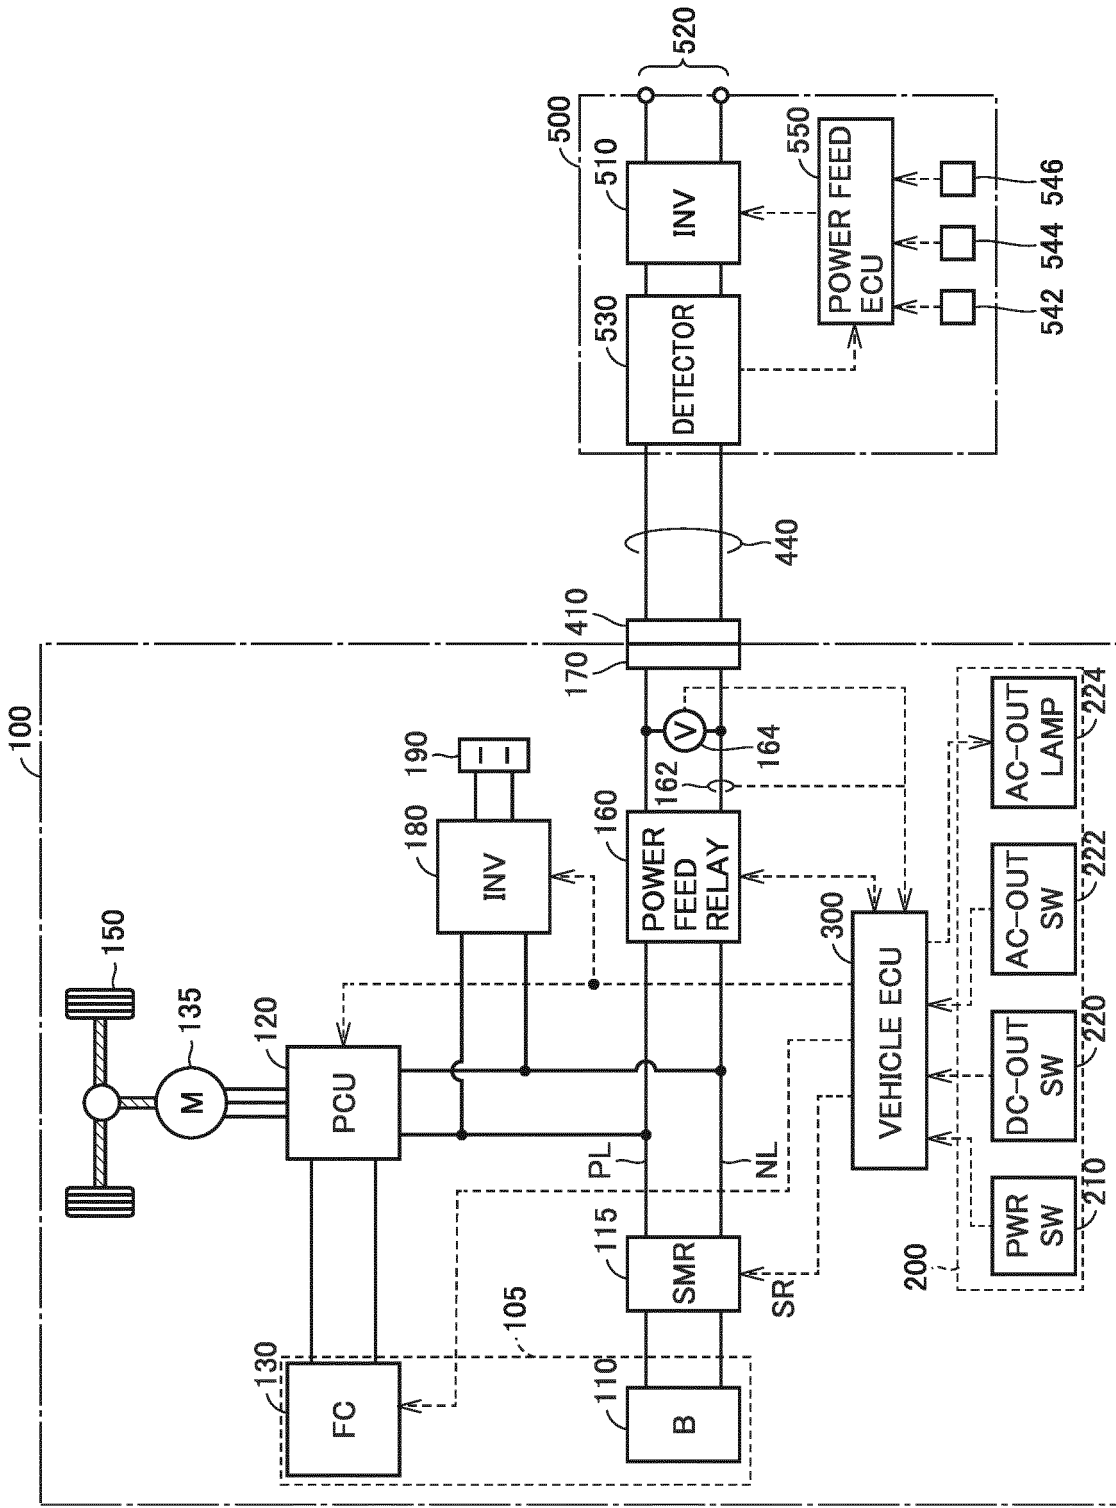 100
150
135
M
120
PCU
130
FC
105
180
INV
190
110
B
115
SMR
SR
PL
NL
160
POWER
FEED
RELAY
162
164
V
170
410
440
500
530
DETECTOR
510
INV
520
550
POWER FEED
ECU
542
544
546
300
VEHICLE ECU
200
PWR
SW
210
DC-OUT
SW
220
AC-OUT
SW
222
AC-OUT
LAMP
224